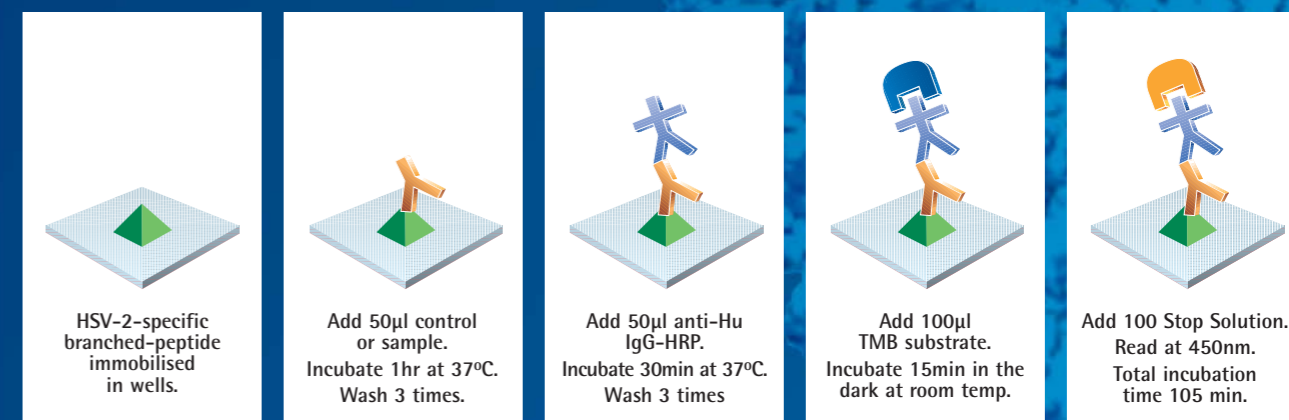 HSV-2-specific
branched-peptide
immobilised
in wells.
Add 50µl control
or sample.
Incubate 1hr at 37ºC.
Wash 3 times.
Add 50µl anti-Hu
IgG-HRP.
Incubate 30min at 37ºC.
Wash 3 times
Add 100µl
TMB substrate.
Incubate 15min in the
dark at room temp.
Add 100 Stop Solution.
Read at 450nm.
Total incubation
time 105 min.